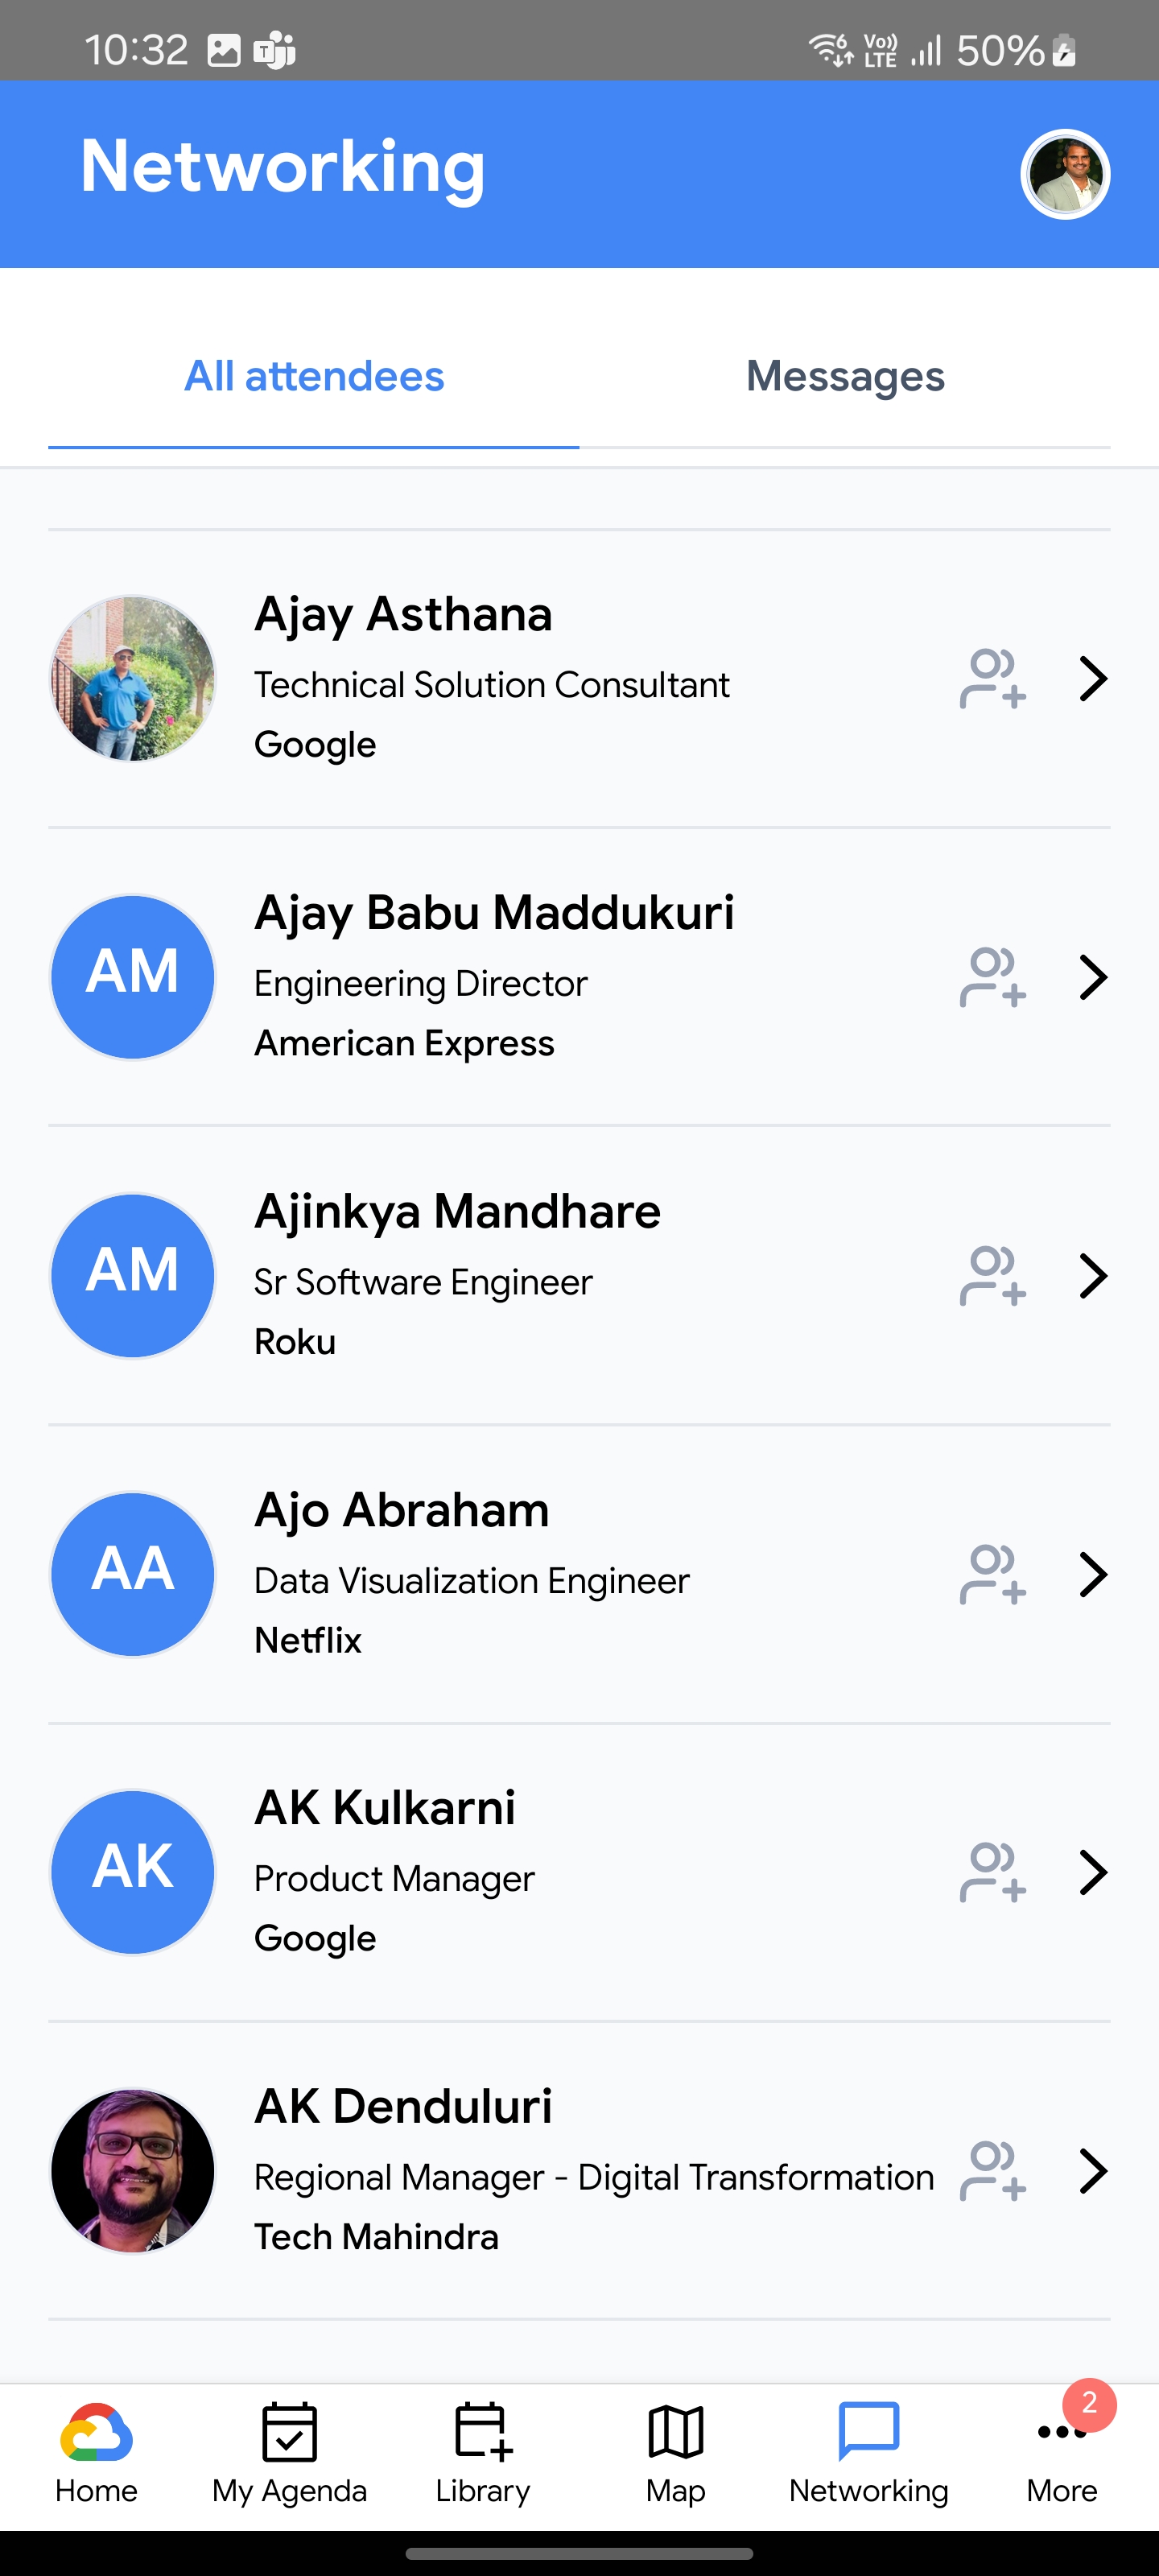 10:32
6 Vo)) LTE 50%
Networking
All attendees Messages
Ajay Asthana
Technical Solution Consultant
Google
AM
Ajay Babu Maddukuri
Engineering Director
American Express
AM
Ajinkya Mandhare
Sr Software Engineer
Roku
AA
Ajo Abraham
Data Visualization Engineer
Netflix
AK
AK Kulkarni
Product Manager
Google
AK Denduluri
Regional Manager - Digital Transformation
Tech Mahindra
2
Home My Agenda Library Map Networking More